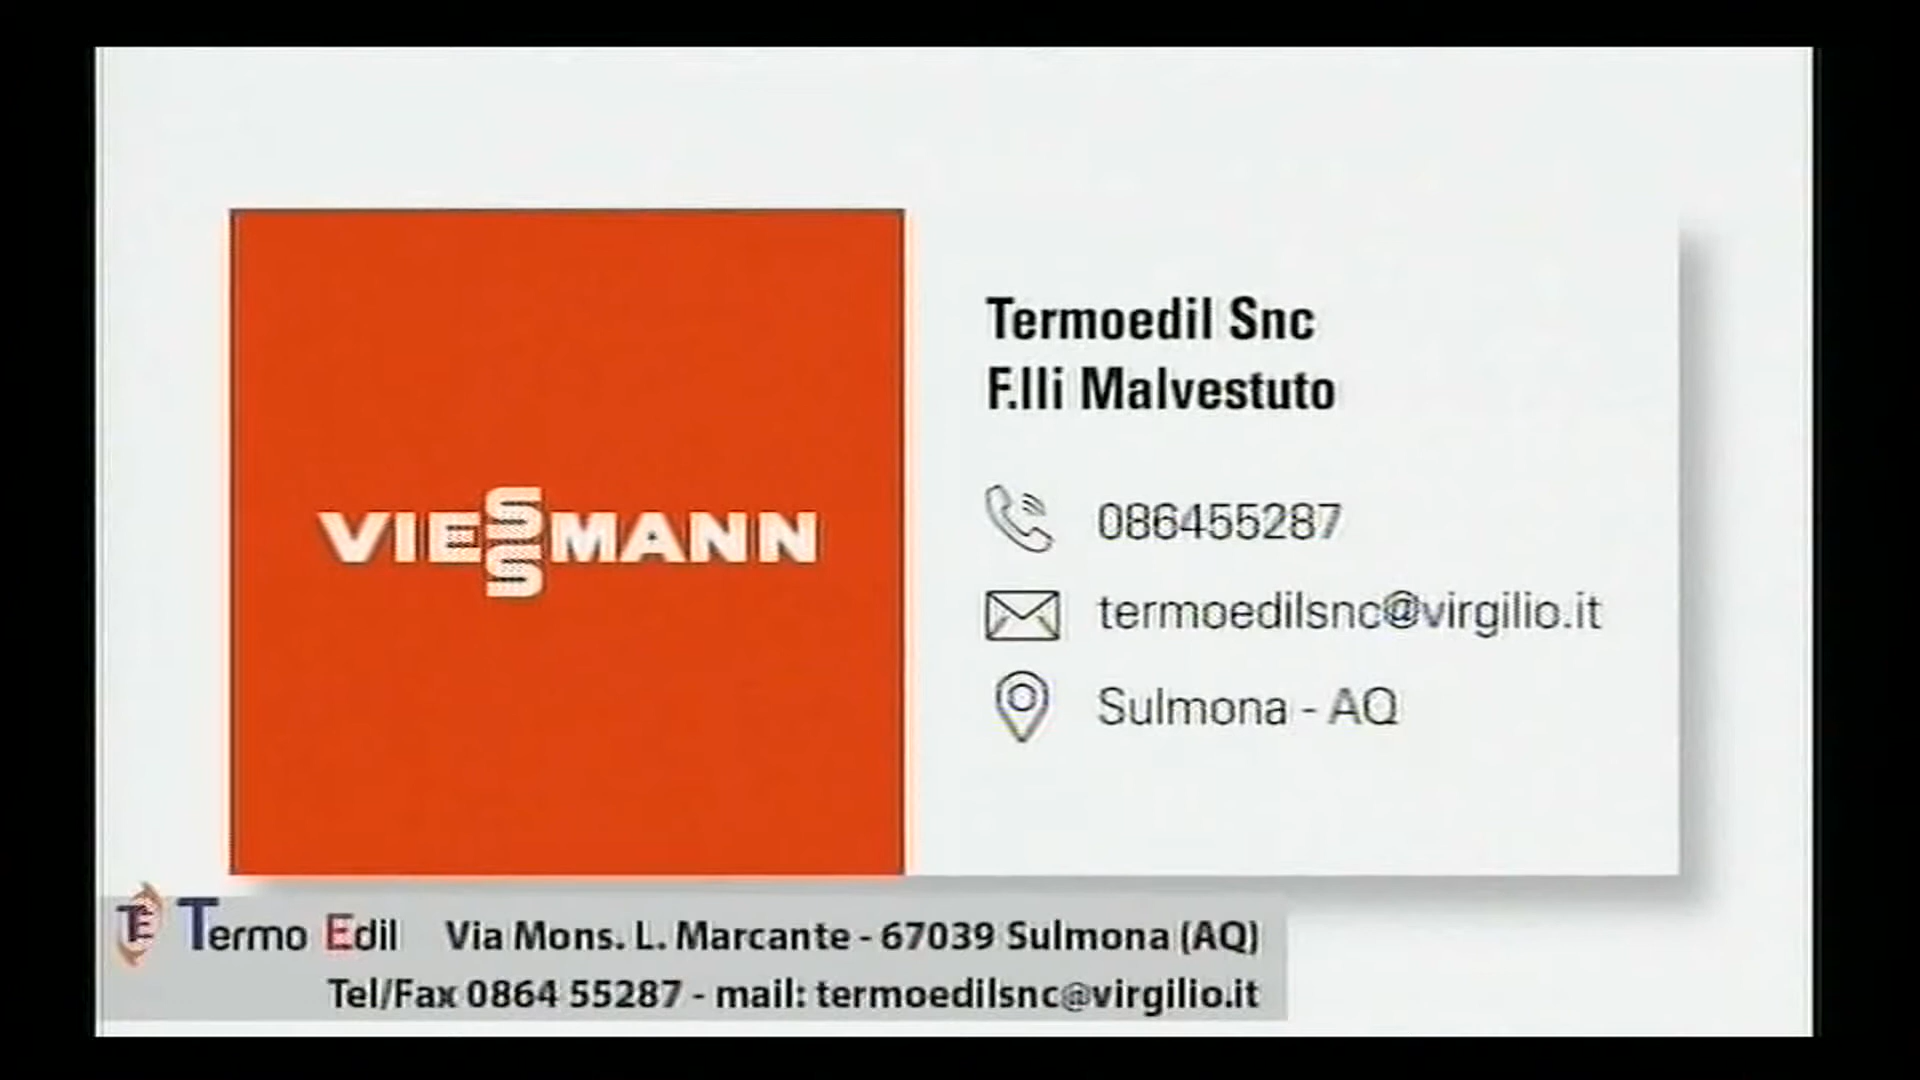 VIESSMANN
Termoedil Snc
F.lli Malvestuto
086455287
termoedilsnc@virgilio.it
Sulmona - AQ
TE Termo Edil Via Mons. L. Marcante - 67039 Sulmona (AQ)
Tel/Fax 0864 55287 - mail: termoedilsnc@virgilio.it